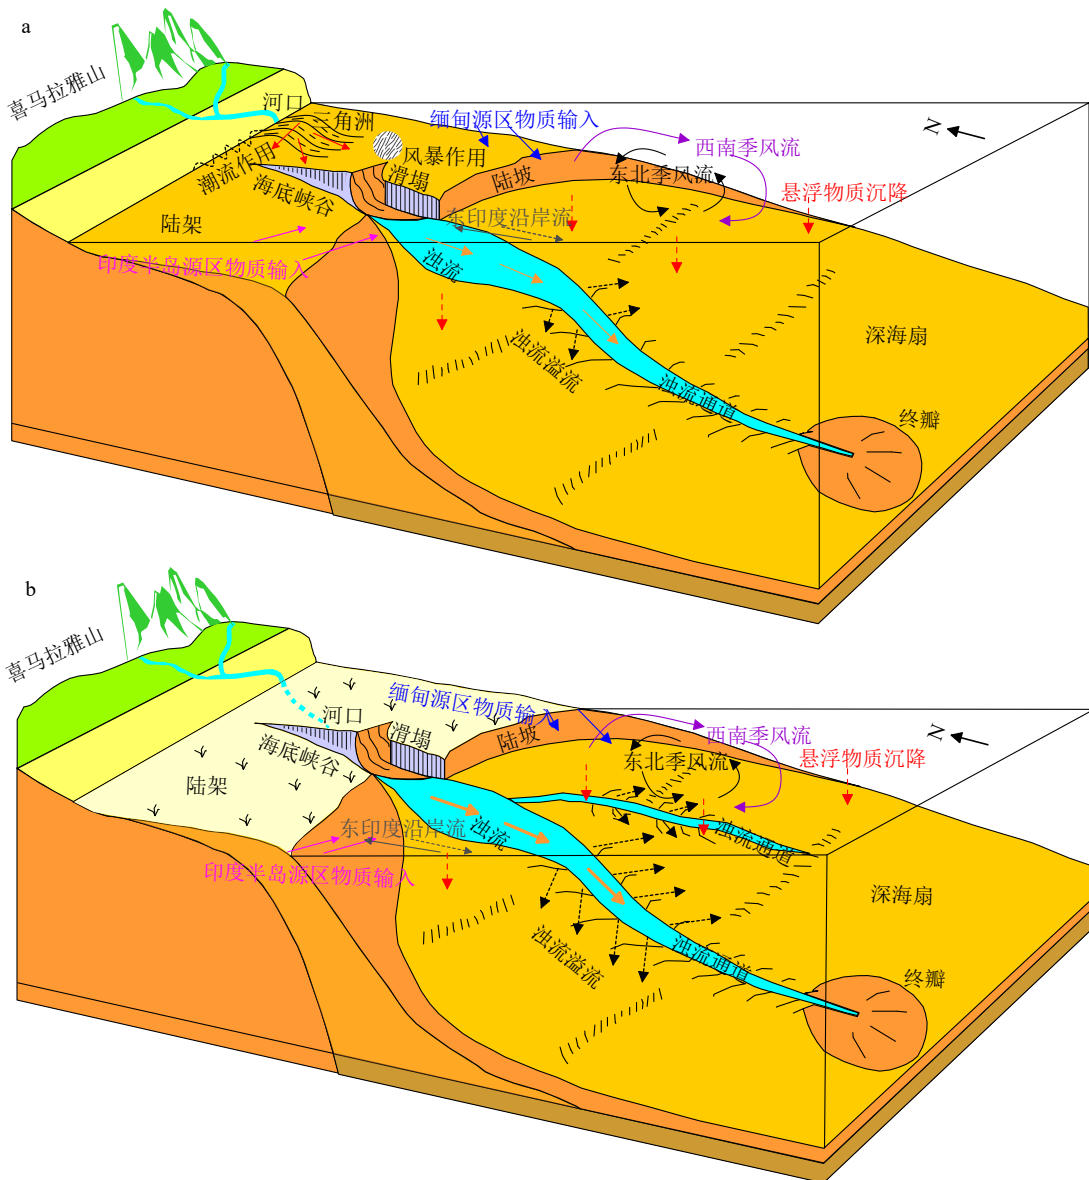 a
喜马拉雅山
河口
三角洲
缅甸源区物质输入
潮流作用
风暴作用
西南季风流
滑塌
陆坡
东北季风流
海底峡谷
悬浮物质沉降
陆架
东印度沿岸流
印度半岛源区物质输入
浊流
深海扇
浊流溢流
浊流通道
终瓣
N
b
喜马拉雅山
缅甸源区物质输入
河口
滑塌
陆坡
西南季风流
海底峡谷
东北季风流
悬浮物质沉降
陆架
东印度沿岸流
浊流
浊流通道
印度半岛源区物质输入
深海扇
浊流溢流
浊流通道
终瓣
N